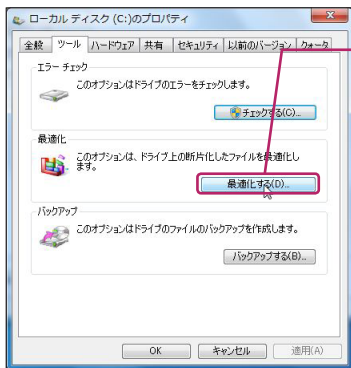 ローカル ディスク (C:)のプロパティ
全般 ツール ハードウェア 共有 セキュリティ 以前のバージョン クォータ
エラー チェック
このオプションはドライブのエラーをチェックします。
チェックする(C)...
最適化
このオプションは、ドライブ上の断片化したファイルを最適化し
ます。
最適化する(D)...
バックアップ
このオプションはドライブのファイルのバックアップを作成します。
バックアップする(B)...
OK キャンセル 適用(A)